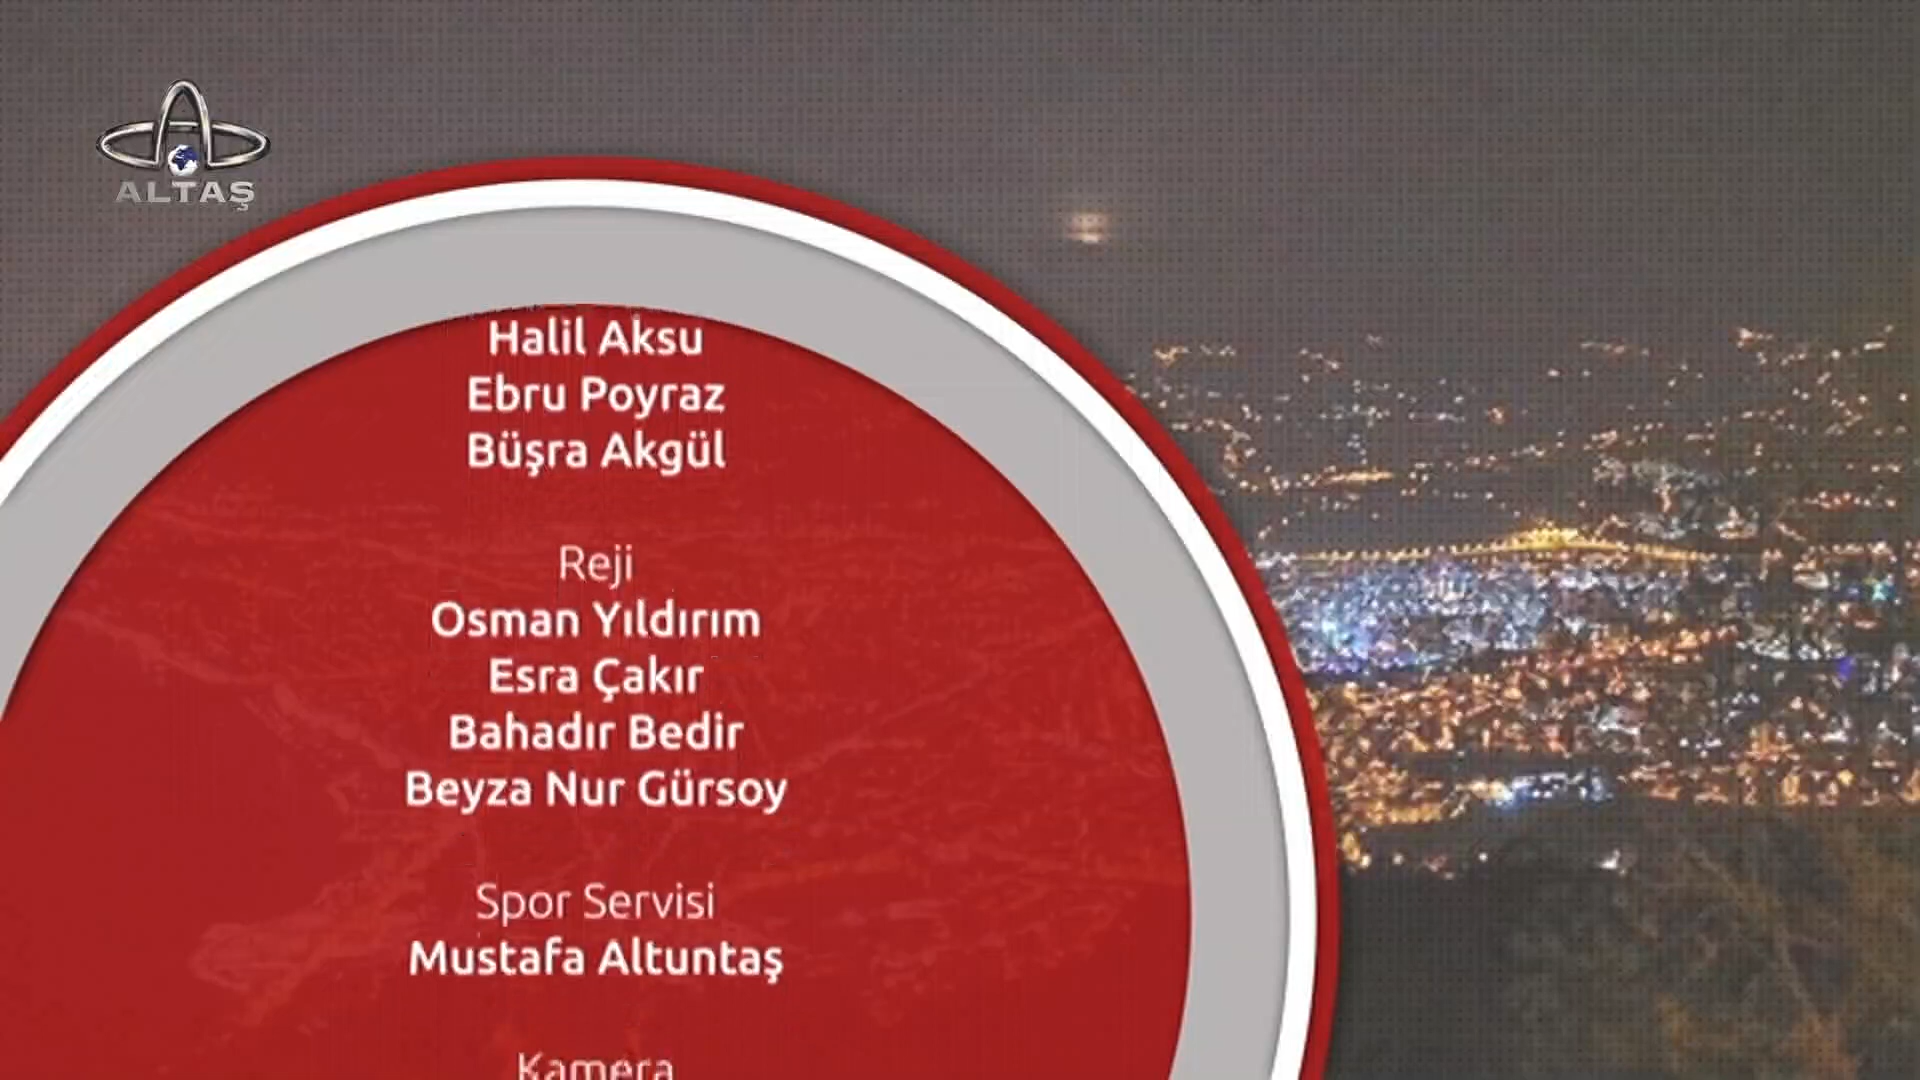 ALTAŞ
Halil Aksu
Ebru Poyraz
Büşra Akgül
Reji
Osman Yıldırım
Esra Çakır
Bahadır Bedir
Beyza Nur Gürsoy
Spor Servisi
Mustafa Altuntaş
Kamera